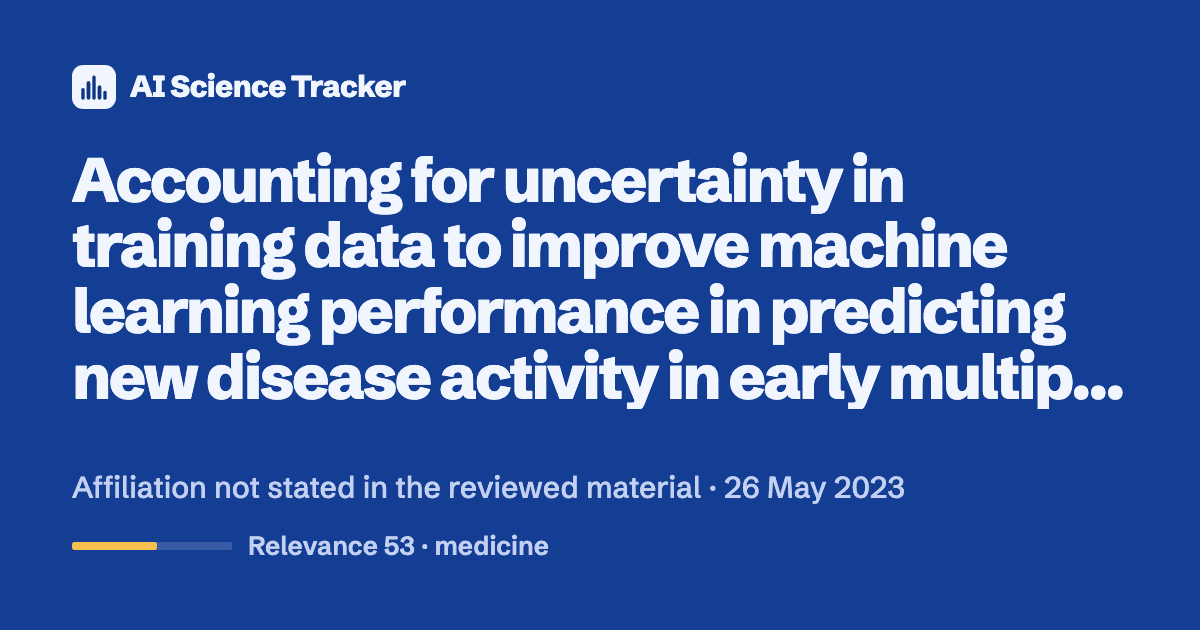 AI Science Tracker
Accounting for uncertainty in
training data to improve machine
learning performance in predicting
new disease activity in early multip...
Affiliation not stated in the reviewed material · 26 May 2023
Relevance 53 · medicine